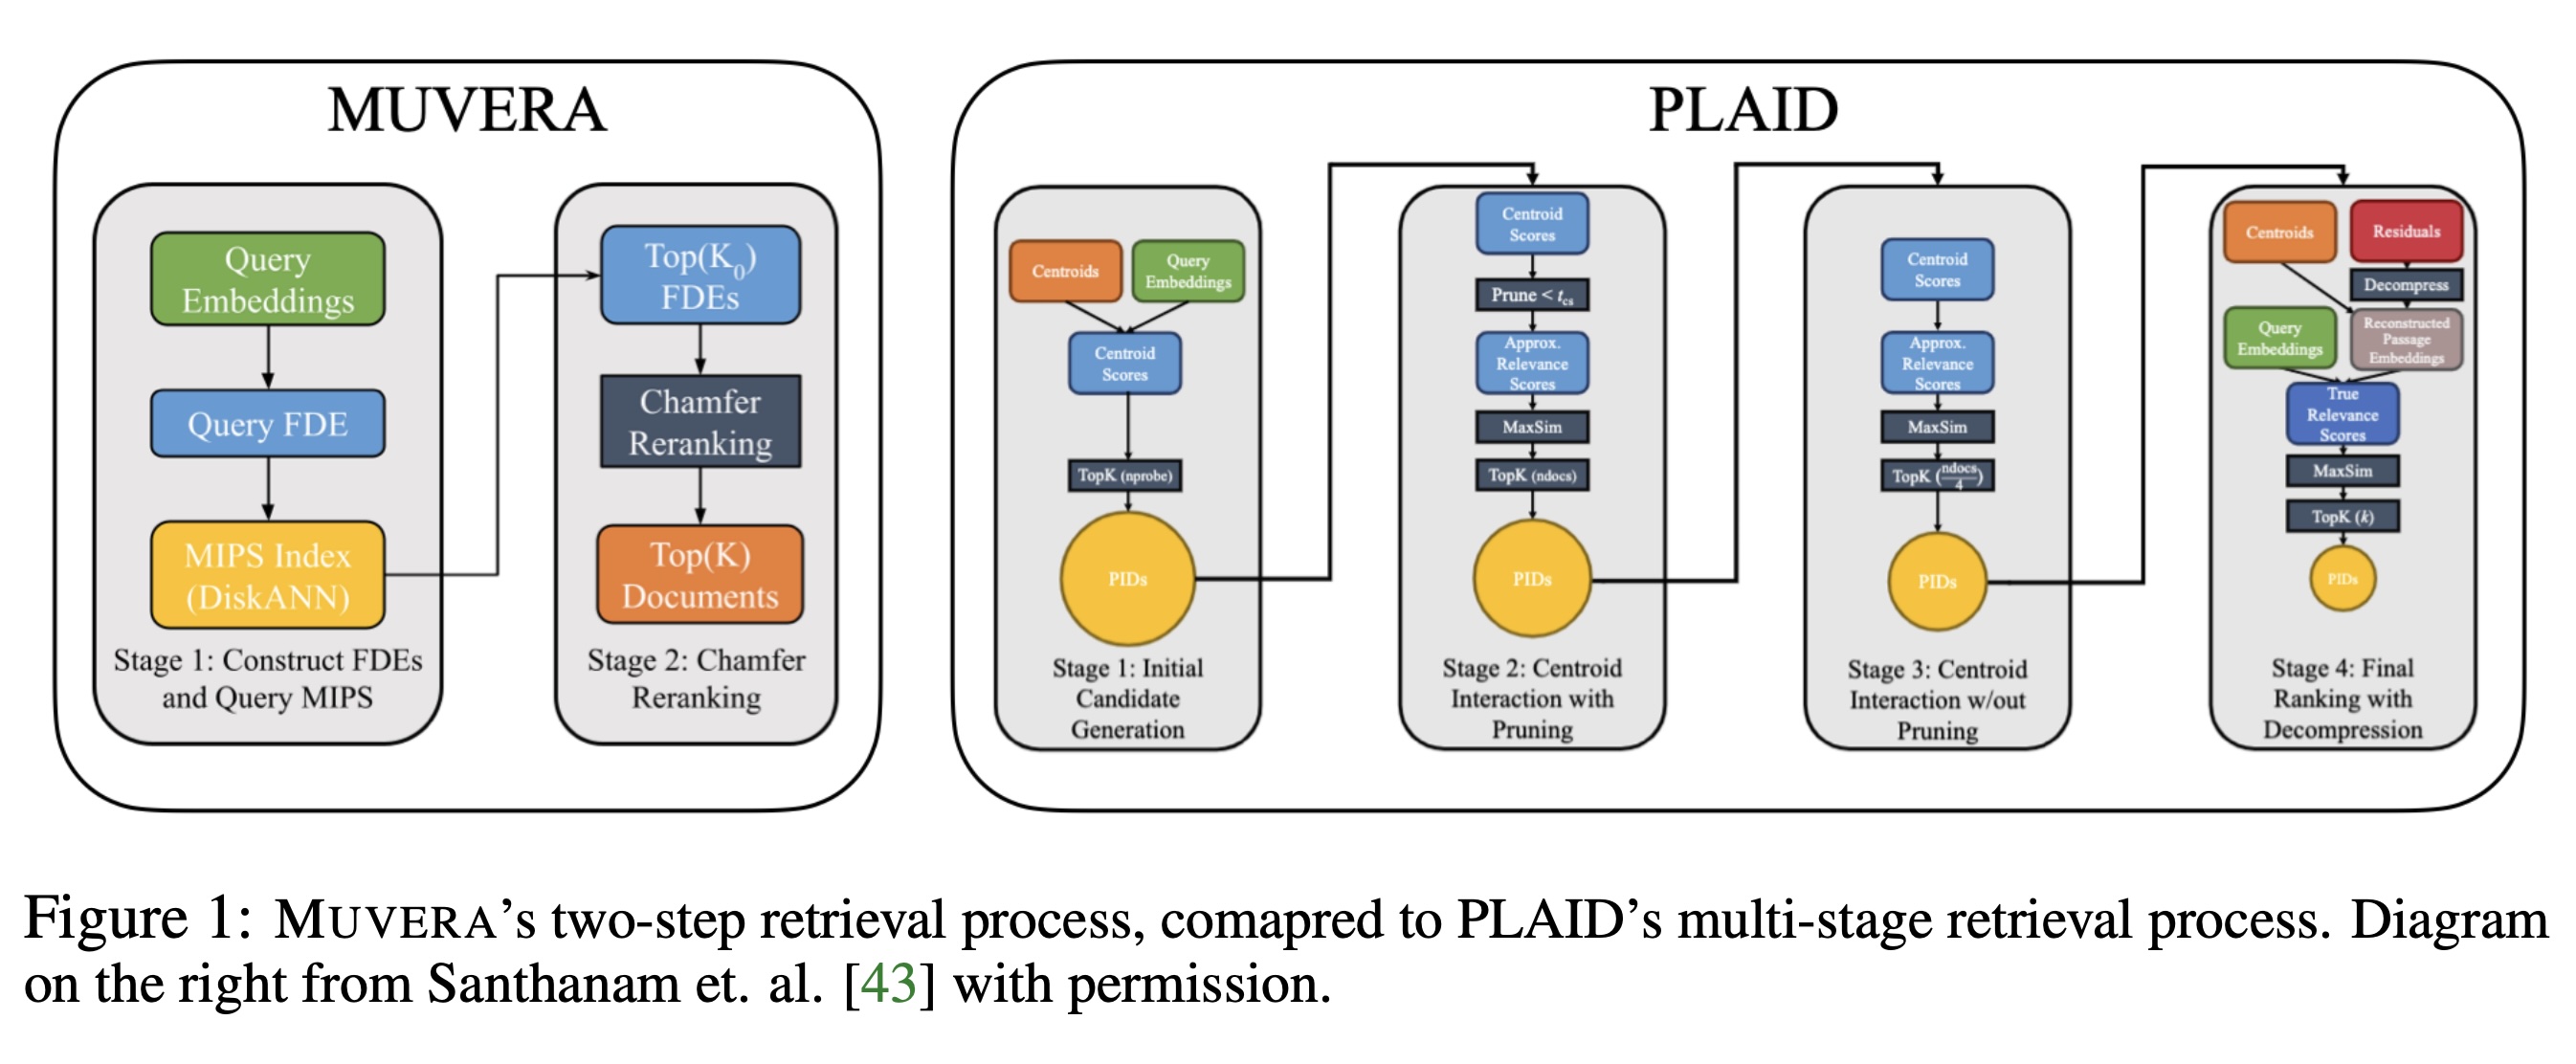 MUVERA
Query
Embeddings
Query FDE
MIPS Index
(DiskANN)
Stage 1: Construct FDEs
and Query MIPS
Top(K₀)
FDEs
Chamfer
Reranking
Top(K)
Documents
Stage 2: Chamfer
Reranking
PLAID
Centroids
Query
Embeddings
Centroid
Scores
TopK (nprobe)
PIDs
Stage 1: Initial
Candidate
Generation
Centroid
Scores
Prune < t_cs
Approx.
Relevance
Scores
MaxSim
TopK (ndocs)
PIDs
Stage 2: Centroid
Interaction with
Pruning
Centroid
Scores
Approx.
Relevance
Scores
MaxSim
TopK (ndocs/4)
PIDs
Stage 3: Centroid
Interaction w/out
Pruning
Centroids
Residuals
Decompress
Query
Embeddings
Reconstructed
Passage
Embeddings
True
Relevance
Scores
MaxSim
TopK (k)
PIDs
Stage 4: Final
Ranking with
Decompression
Figure 1: MUVERA's two-step retrieval process, comapred to PLAID's multi-stage retrieval process. Diagram
on the right from Santhanam et. al. [43] with permission.